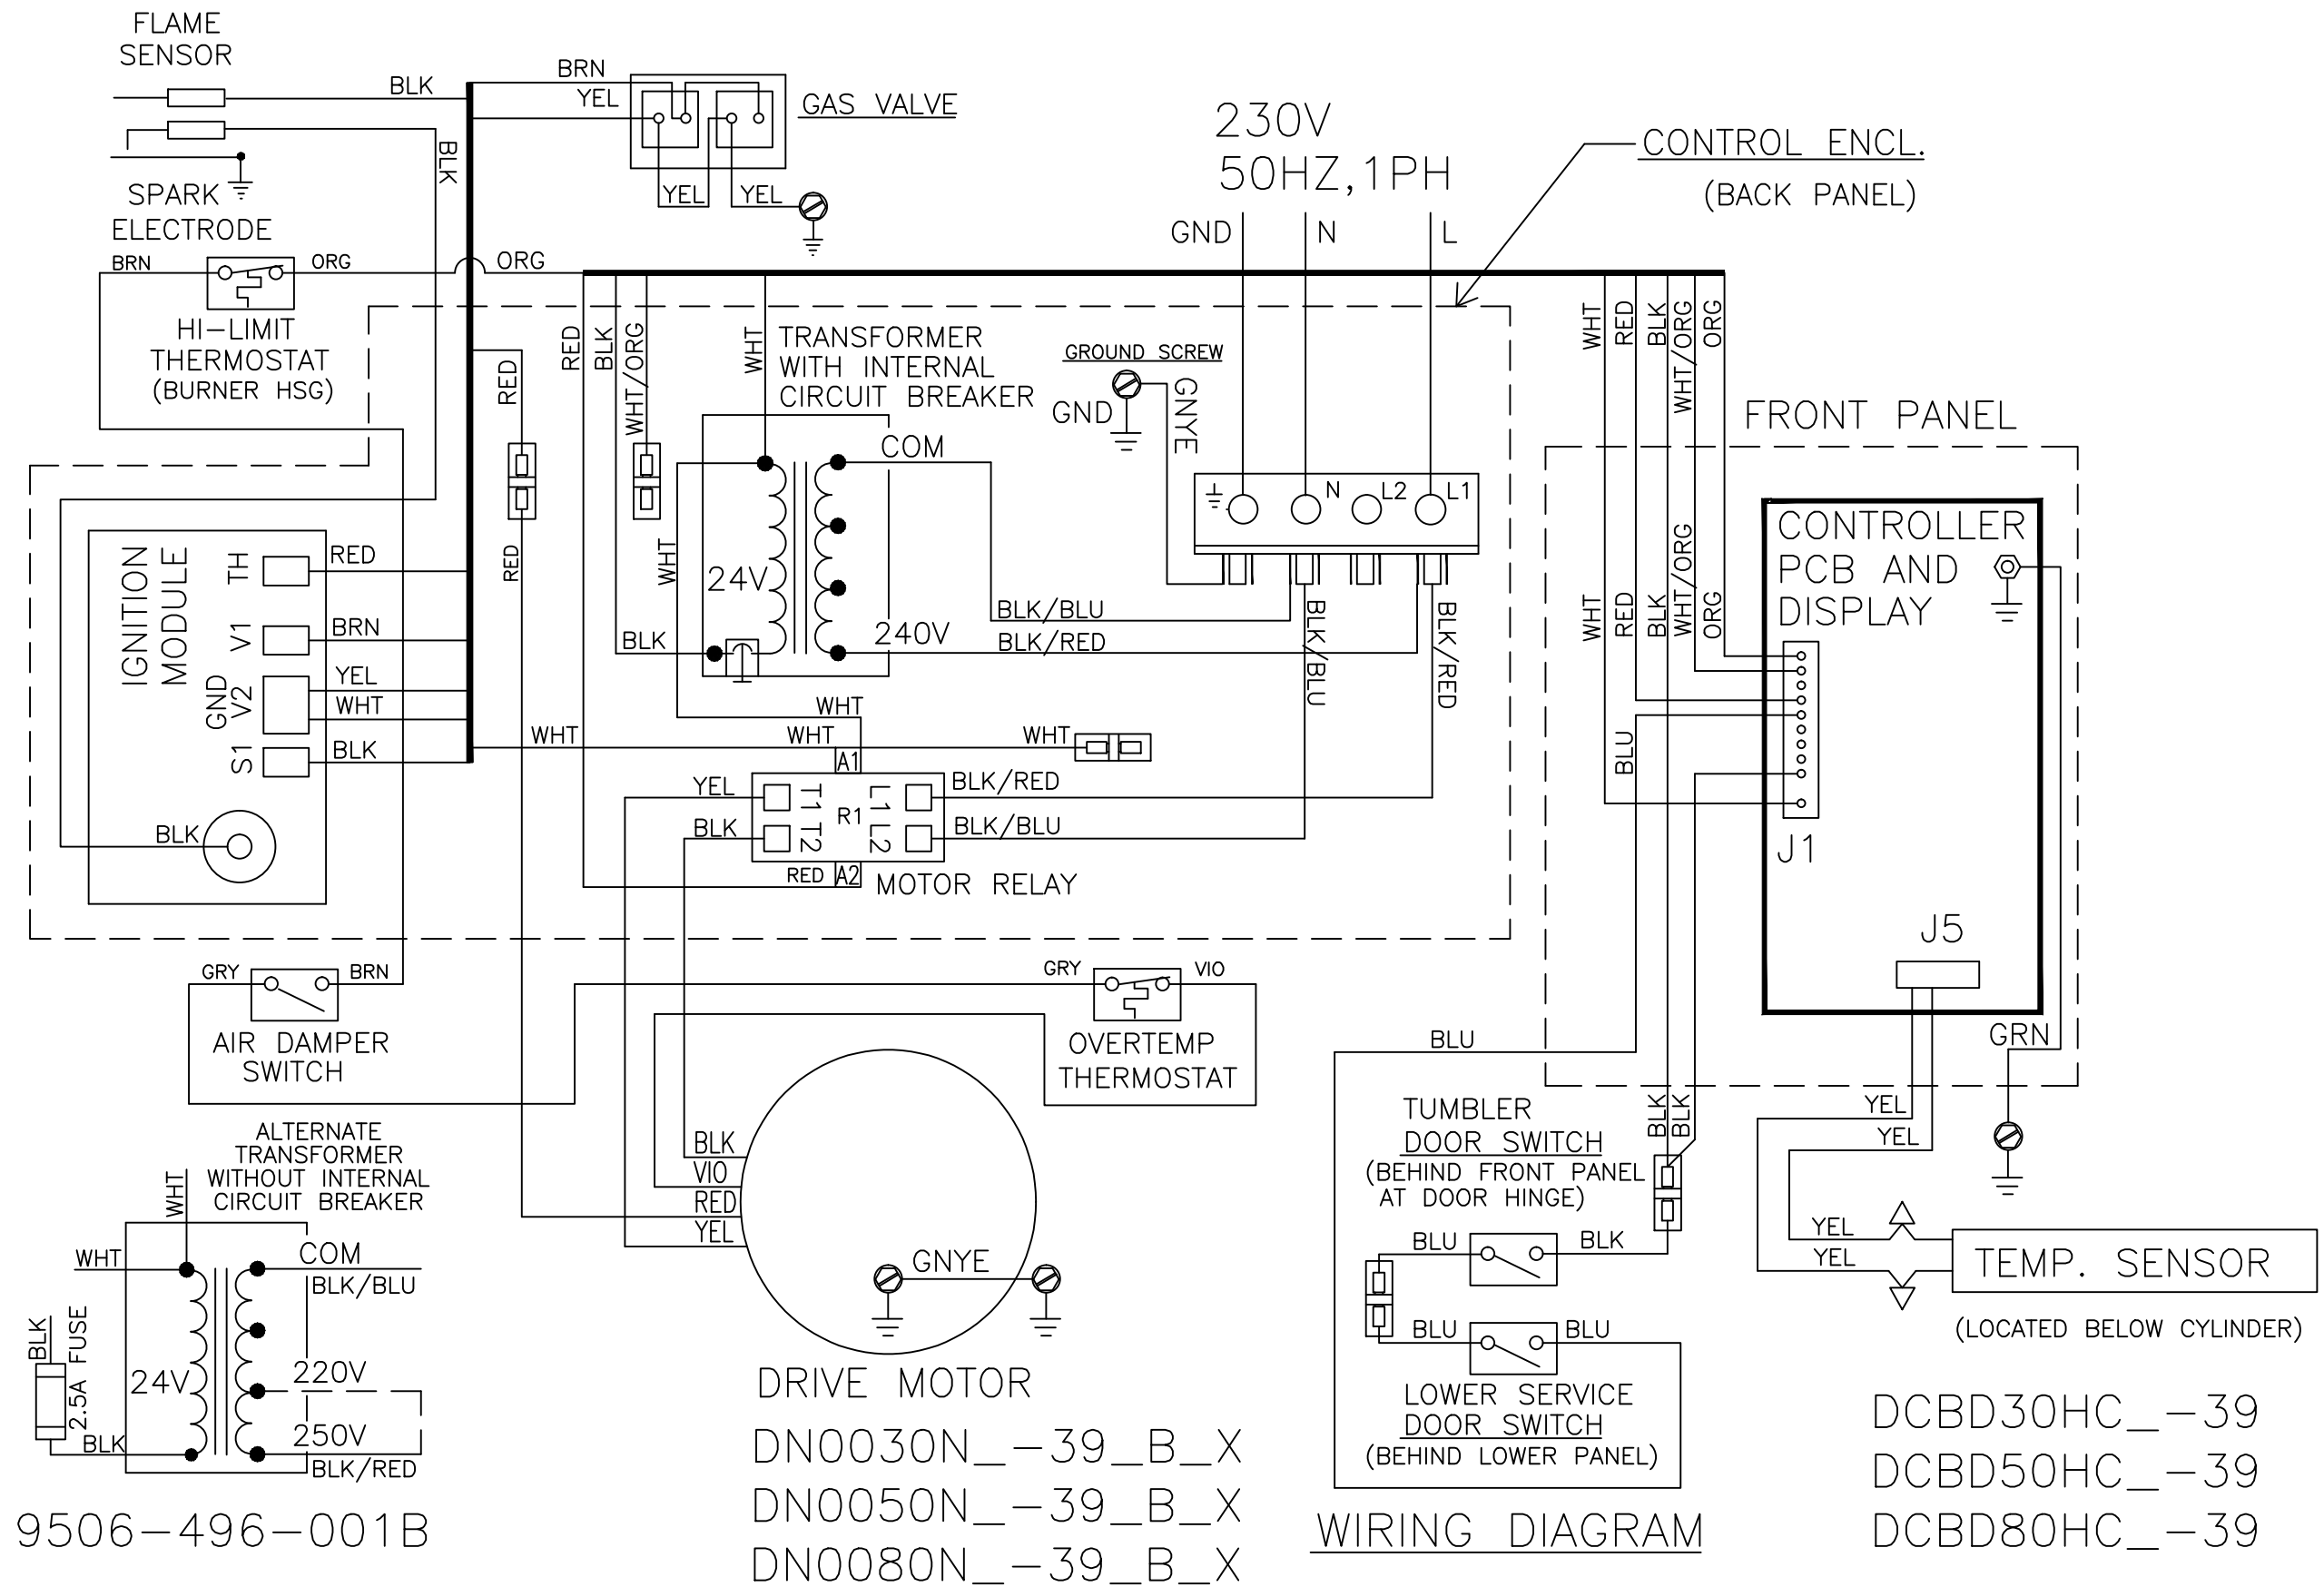 FLAME
SENSOR
BLK
BRN
YEL
GAS VALVE
BLK
YEL
YEL
SPARK
ELECTRODE
230V
50HZ,1PH
GND
N
L
CONTROL ENCL.
(BACK PANEL)
BRN
ORG
ORG
HI-LIMIT
THERMOSTAT
(BURNER HSG)
RED
RED
RED
BLK
WHT/ORG
WHT
TRANSFORMER
WITH INTERNAL
CIRCUIT BREAKER
COM
24V
240V
WHT
BLK
GROUND SCREW
GND
GNYE
N
L2
L1
BLK/BLU
BLK/RED
BLK/BLU
BLK/RED
WHT
RED
BLK
WHT/ORG
ORG
WHT
RED
BLK
WHT/ORG
ORG
BLU
FRONT PANEL
CONTROLLER
PCB AND
DISPLAY
J1
J5
GRN
IGNITION
MODULE
TH
RED
V1
BRN
GND
V2
YEL
WHT
S1
BLK
BLK
WHT
WHT
WHT
WHT
A1
YEL
T1
L1
BLK/RED
R1
BLK
T2
L2
BLK/BLU
RED
A2
MOTOR RELAY
GRY
BRN
AIR DAMPER
SWITCH
GRY
VIO
OVERTEMP
THERMOSTAT
BLU
BLK
VIO
RED
YEL
GNYE
DRIVE MOTOR
ALTERNATE
TRANSFORMER
WITHOUT INTERNAL
CIRCUIT BREAKER
WHT
WHT
COM
BLK/BLU
BLK
2.5A FUSE
24V
220V
250V
BLK
BLK/RED
TUMBLER
DOOR SWITCH
(BEHIND FRONT PANEL
AT DOOR HINGE)
BLK
BLK
BLU
BLK
BLU
BLU
LOWER SERVICE
DOOR SWITCH
(BEHIND LOWER PANEL)
YEL
YEL
YEL
YEL
TEMP. SENSOR
(LOCATED BELOW CYLINDER)
9506-496-001B
DN0030N_-39_B_X
DN0050N_-39_B_X
DN0080N_-39_B_X
WIRING DIAGRAM
DCBD30HC_-39
DCBD50HC_-39
DCBD80HC_-39